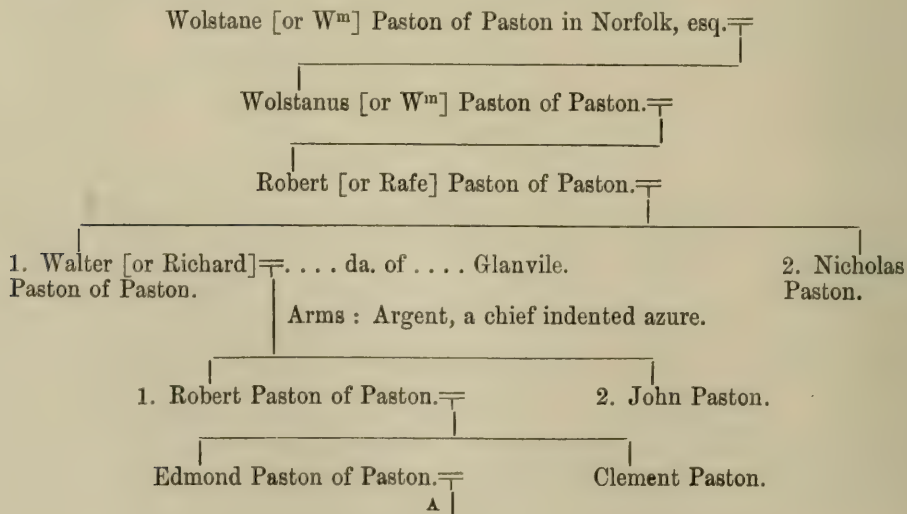 Wolstane [or Wᵐ] Paston of Paston in Norfolk, esq.
Wolstanus [or Wᵐ] Paston of Paston.
Robert [or Rafe] Paston of Paston.
1. Walter [or Richard] . . . . da. of . . . . Glanvile. 2. Nicholas
Paston of Paston. Paston.
Arms : Argent, a chief indented azure.
1. Robert Paston of Paston. 2. John Paston.
Edmond Paston of Paston. Clement Paston.
A